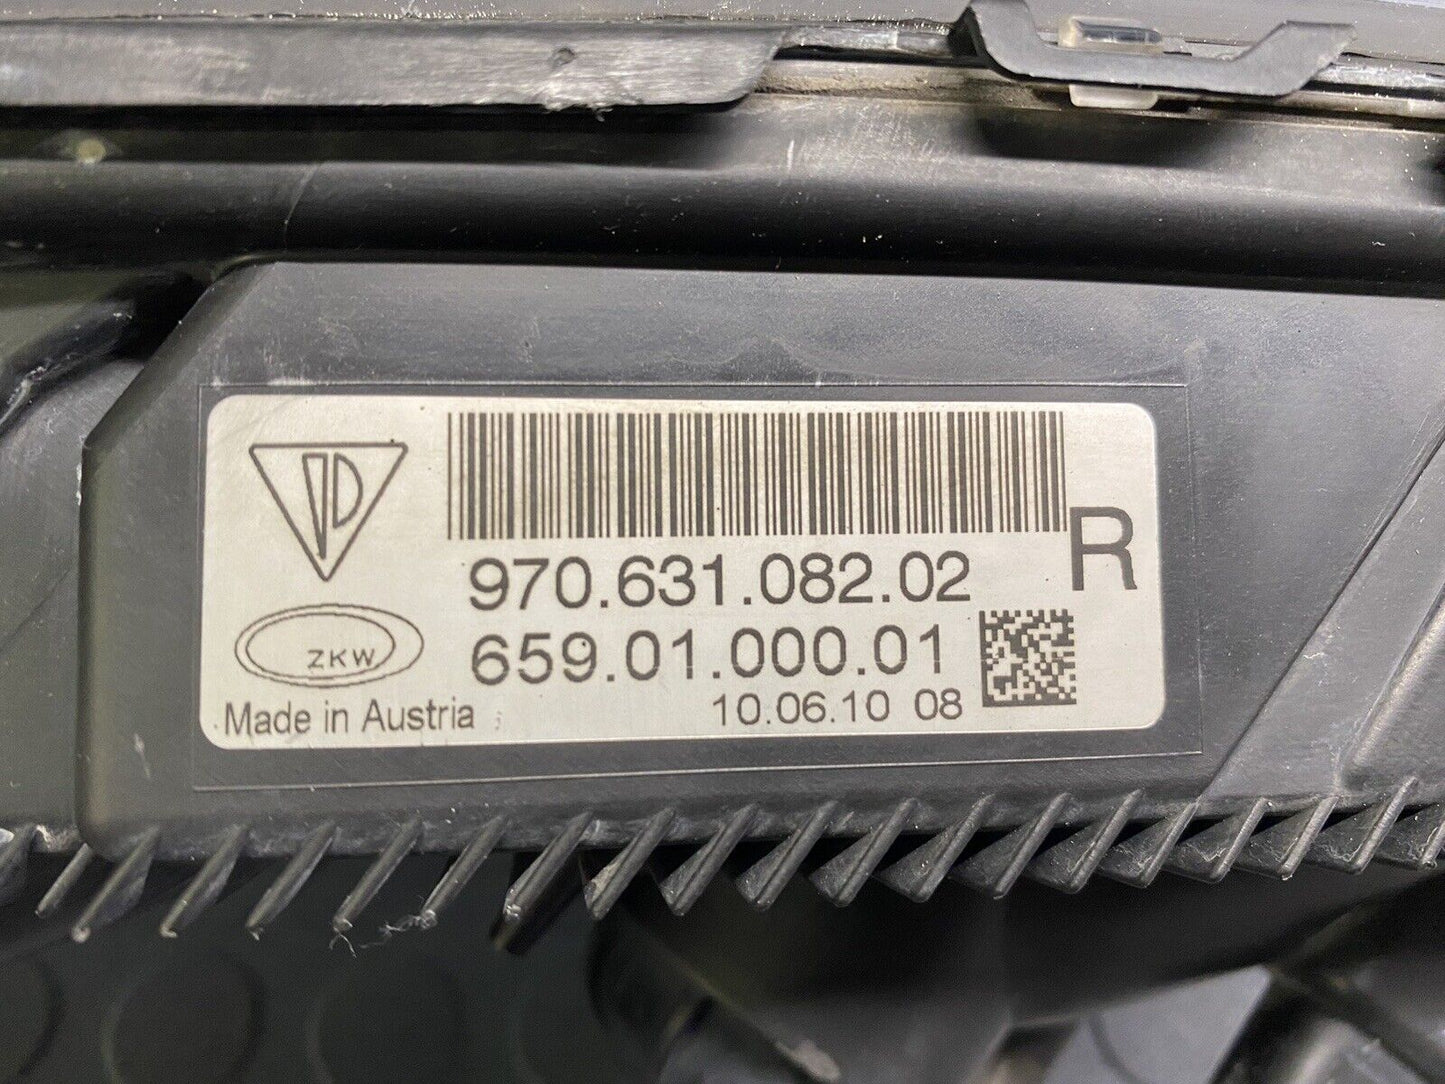 970.631.082.02
R
ZKW
659.01.000.01
Made in Austria
10.06.10 08